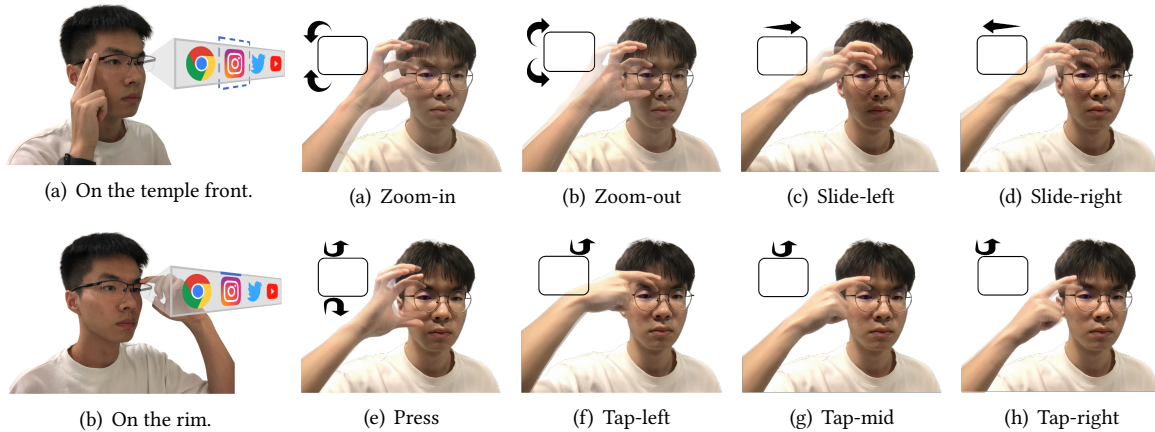 (a) On the temple front.
(a) Zoom-in
(b) Zoom-out
(c) Slide-left
(d) Slide-right
(b) On the rim.
(e) Press
(f) Tap-left
(g) Tap-mid
(h) Tap-right